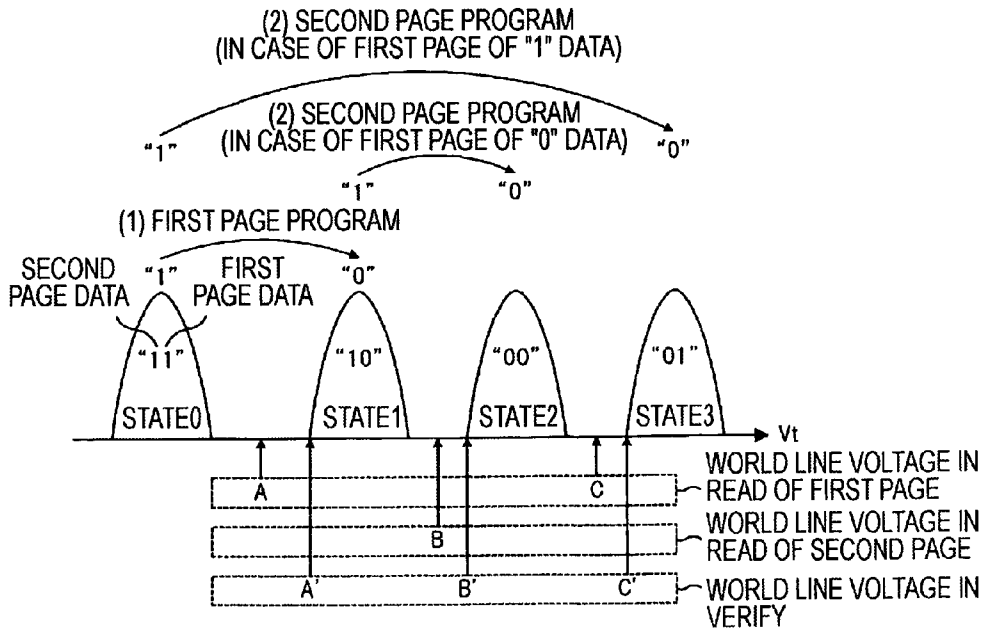 (2) SECOND PAGE PROGRAM
(IN CASE OF FIRST PAGE OF "1" DATA)
(2) SECOND PAGE PROGRAM
(IN CASE OF FIRST PAGE OF "0" DATA)
"1"
"0"
"1"
"0"
(1) FIRST PAGE PROGRAM
SECOND
PAGE DATA
"1"
FIRST
PAGE DATA
"0"
"11"
"10"
"00"
"01"
STATE0
STATE1
STATE2
STATE3
Vt
A
C
WORLD LINE VOLTAGE IN
READ OF FIRST PAGE
B
WORLD LINE VOLTAGE IN
READ OF SECOND PAGE
A'
B'
C'
WORLD LINE VOLTAGE IN
VERIFY